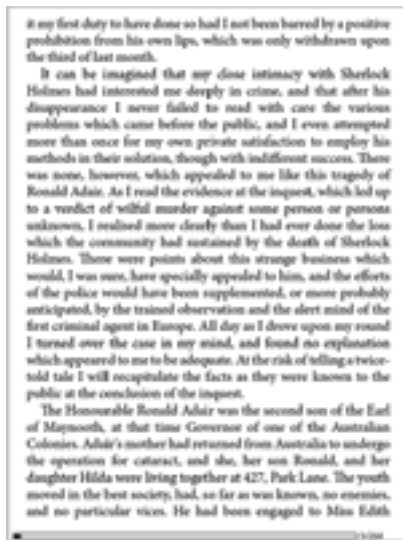 it my first duty to have done so had I not been barred by a positive
prohibition from his own lips, which was only withdrawn upon
the third of last month.
It can be imagined that my close intimacy with Sherlock
Holmes had interested me deeply in crime, and that after his
disappearance I never failed to read with care the various
problems which came before the public, and I even attempted
more than once for my own private satisfaction to employ his
methods in their solution, though with indifferent success. There
was none, however, which appealed to me like this tragedy of
Ronald Adair. As I read the evidence at the inquest, which led up
to a verdict of wilful murder against some person or persons
unknown, I realised more clearly than I had ever done the loss
which the community had sustained by the death of Sherlock
Holmes. There were points about this strange business which
would, I was sure, have specially appealed to him, and the efforts
of the police would have been supplemented, or more probably
anticipated, by the trained observation and the alert mind of the
first criminal agent in Europe. All day as I drove upon my round
I turned over the case in my mind, and found no explanation
which appeared to me to be adequate. At the risk of telling a twice-
told tale I will recapitulate the facts as they were known to the
public at the conclusion of the inquest.
The Honourable Ronald Adair was the second son of the Earl
of Maynooth, at that time Governor of one of the Australian
Colonies. Adair's mother had returned from Australia to undergo
the operation for cataract, and she, her son Ronald, and her
daughter Hilda were living together at 427, Park Lane. The youth
moved in the best society, had, so far as was known, no enemies,
and no particular vices. He had been engaged to Miss Edith